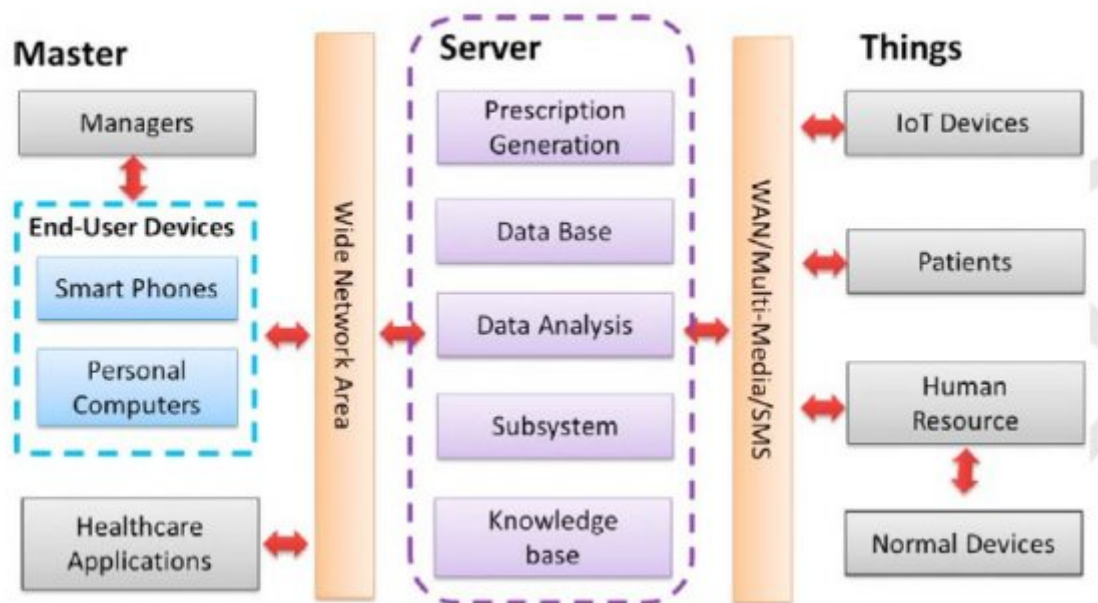 Master
Managers
End-User Devices
Smart Phones
Personal
Computers
Healthcare
Applications
Wide Network Area
Server
Prescription
Generation
Data Base
Data Analysis
Subsystem
Knowledge
base
WAN/Multi-Media/SMS
Things
IoT Devices
Patients
Human
Resource
Normal Devices